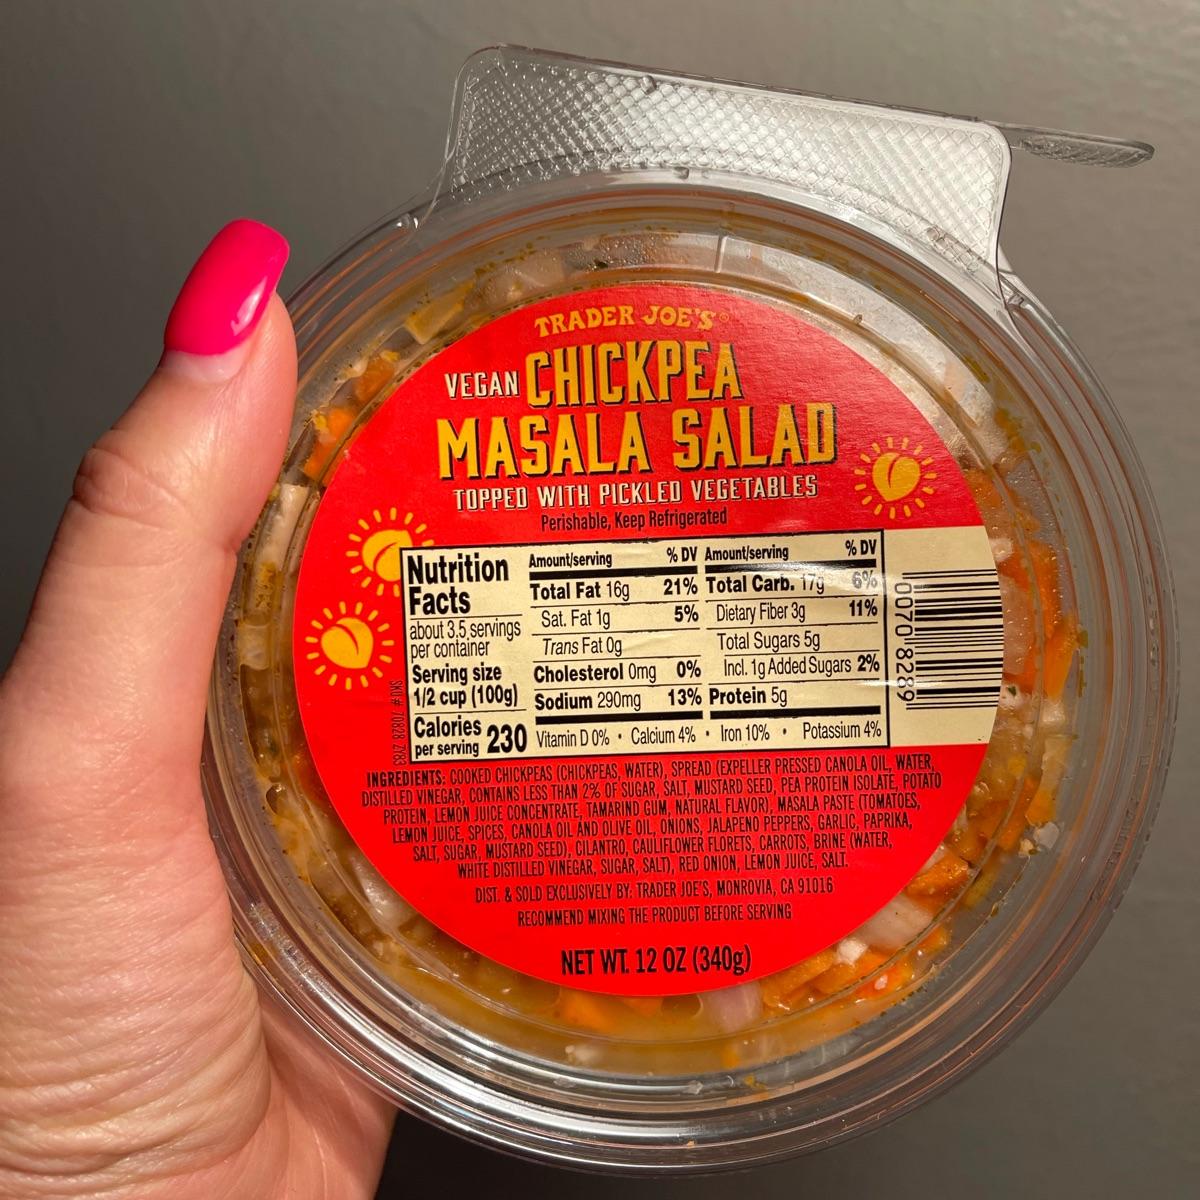 TRADER JOE'S®
VEGAN CHICKPEA
MASALA SALAD
TOPPED WITH PICKLED VEGETABLES
Perishable, Keep Refrigerated
Nutrition
Facts
about 3.5 servings
per container
Serving size
1/2 cup (100g)
Calories
per serving 230
Amount/serving % DV
Total Fat 16g 21%
Sat. Fat 1g 5%
Trans Fat 0g
Cholesterol 0mg 0%
Sodium 290mg 13%
Amount/serving % DV
Total Carb. 17g 6%
Dietary Fiber 3g 11%
Total Sugars 5g
Incl. 1g Added Sugars 2%
Protein 5g
Vitamin D 0% • Calcium 4% • Iron 10% • Potassium 4%
SKU# 70828 ZY83
00708289
INGREDIENTS: COOKED CHICKPEAS (CHICKPEAS, WATER), SPREAD (EXPELLER PRESSED CANOLA OIL, WATER,
DISTILLED VINEGAR, CONTAINS LESS THAN 2% OF SUGAR, SALT, MUSTARD SEED, PEA PROTEIN ISOLATE, POTATO
PROTEIN, LEMON JUICE CONCENTRATE, TAMARIND GUM, NATURAL FLAVOR), MASALA PASTE (TOMATOES,
LEMON JUICE, SPICES, CANOLA OIL AND OLIVE OIL, ONIONS, JALAPENO PEPPERS, GARLIC, PAPRIKA,
SALT, SUGAR, MUSTARD SEED), CILANTRO, CAULIFLOWER FLORETS, CARROTS, BRINE (WATER,
WHITE DISTILLED VINEGAR, SUGAR, SALT), RED ONION, LEMON JUICE, SALT.
DIST. & SOLD EXCLUSIVELY BY: TRADER JOE'S, MONROVIA, CA 91016
RECOMMEND MIXING THE PRODUCT BEFORE SERVING
NET WT. 12 OZ (340g)